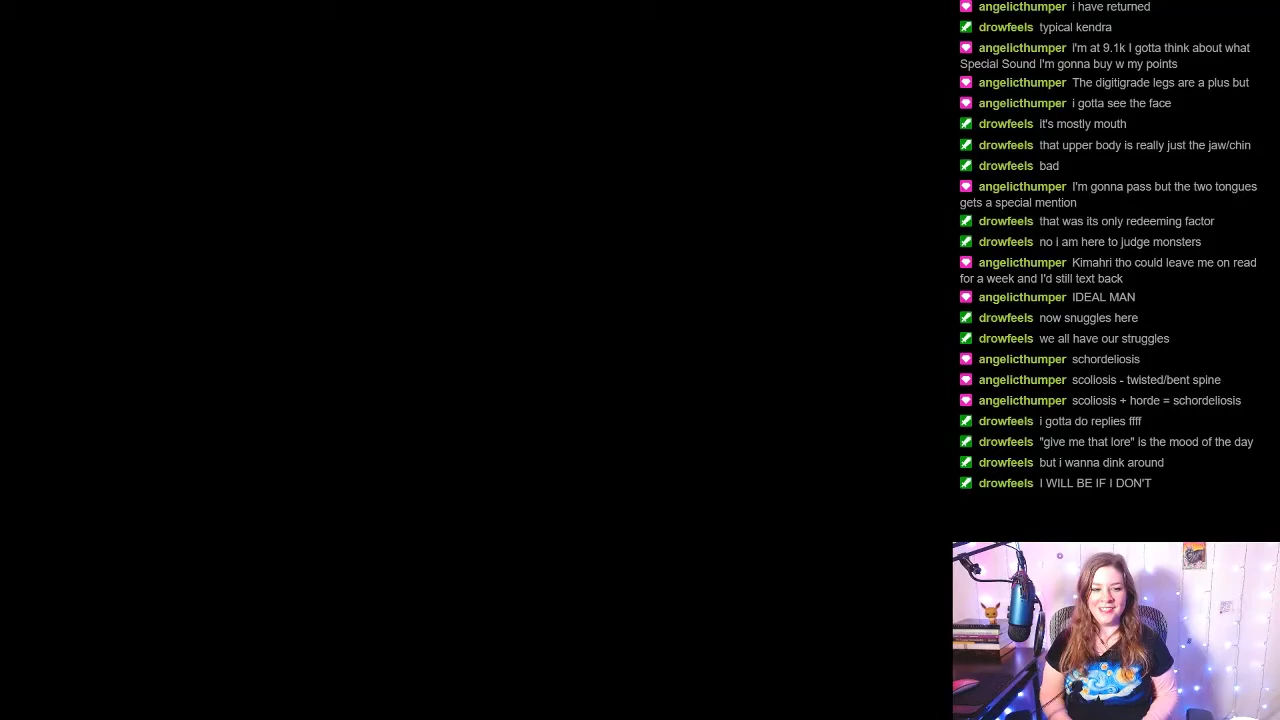 angelicthumper i have returned
drowfeels typical kendra
angelicthumper i'm at 9.1k I gotta think about what
Special Sound I'm gonna buy w my points
angelicthumper The digitigrade legs are a plus but
angelicthumper i gotta see the face
drowfeels it's mostly mouth
drowfeels that upper body is really just the jaw/chin
drowfeels bad
angelicthumper I'm gonna pass but the two tongues
gets a special mention
drowfeels that was its only redeeming factor
drowfeels no i am here to judge monsters
angelicthumper Kimahri tho could leave me on read
for a week and I'd still text back
angelicthumper IDEAL MAN
drowfeels now snuggles here
drowfeels we all have our struggles
angelicthumper schordeliosis
angelicthumper scoliosis - twisted/bent spine
angelicthumper scoliosis + horde = schordeliosis
drowfeels i gotta do replies ffff
drowfeels "give me that lore" is the mood of the day
drowfeels but i wanna dink around
drowfeels I WILL BE IF I DON'T